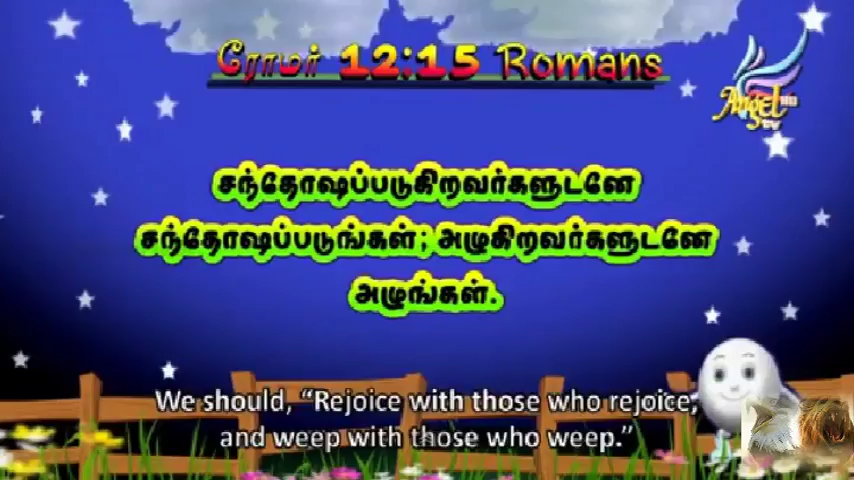 ரோமர் 12:15 Romans
Angel HD
tv
சந்தோஷப்படுகிறவர்களுடனே
சந்தோஷப்படுங்கள்; அழுகிறவர்களுடனே
அழுங்கள்.
We should, “Rejoice with those who rejoice,
and weep with those who weep.”